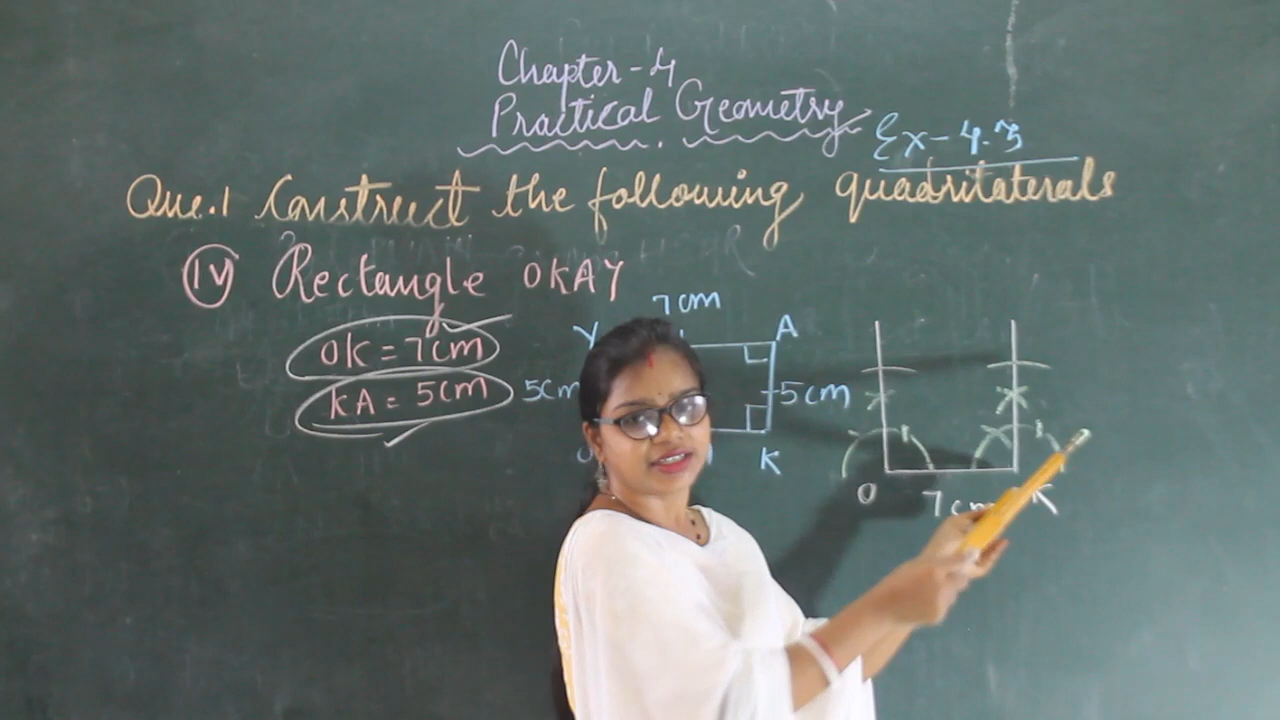 Chapter-4
Practical Geometry
Ex-4.3
Que.1 Construct the following quadritaterals
(iv) Rectangle OKAY
OK = 7cm
KA = 5cm
7cm
Y A
5cm 5cm
K
O 7cm K